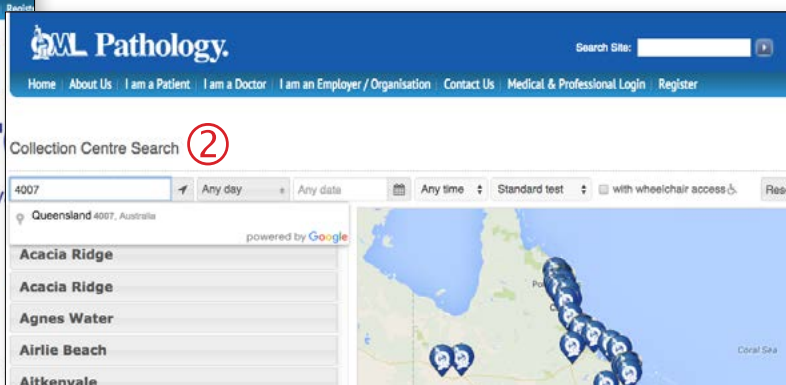 QML Pathology.
Search Site:
Home About Us I am a Patient I am a Doctor I am an Employer / Organisation Contact Us Medical & Professional Login Register
Collection Centre Search ②
4007 Any day Any date Any time Standard test with wheelchair access
Queensland 4007, Australia
powered by Google
Acacia Ridge
Acacia Ridge
Agnes Water
Airlie Beach
Aitkenvale
Coral Sea